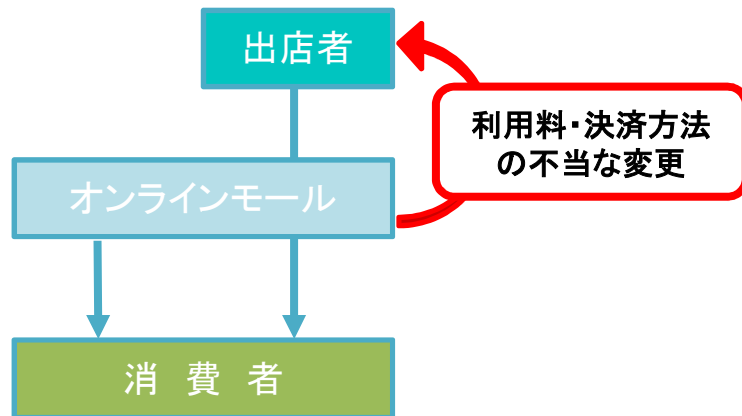 出店者
利用料・決済方法
の不当な変更
オンラインモール
消　費　者